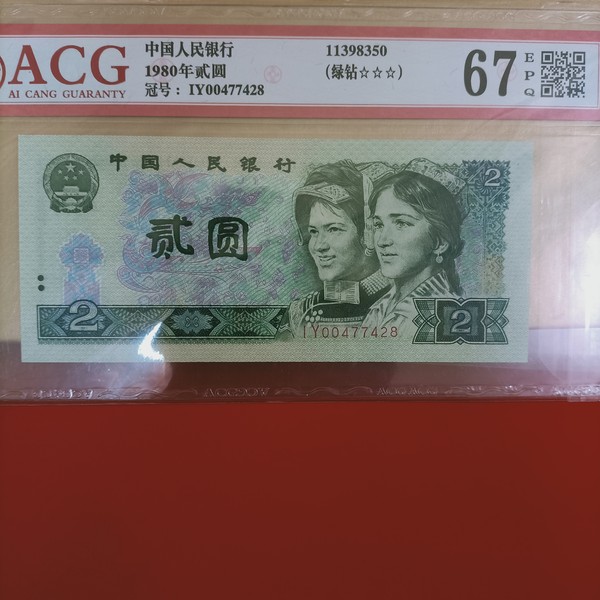 ACG
AI CANG GUARANTY
中国人民银行
1980年贰圆
冠号：IY00477428
11398350
（绿钻☆☆☆）
67
EPQ
中国人民银行
2
贰圆
2
IY00477428
2